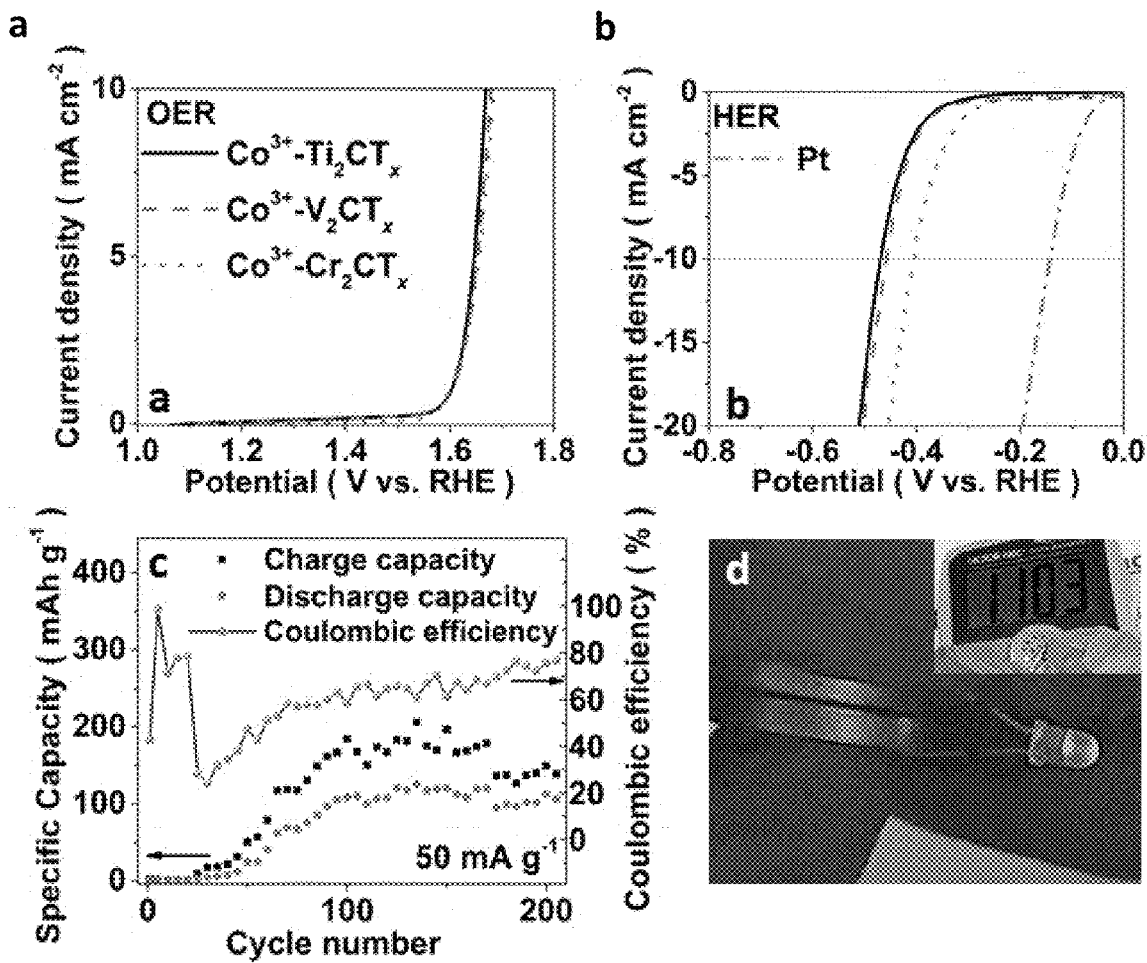 a
b
10
5
0
Current density ( mA cm⁻²)
OER
Co³⁺-Ti₂CTₓ
Co³⁺-V₂CTₓ
Co³⁺-Cr₂CTₓ
a
1.0 1.2 1.4 1.6 1.8
Potential ( V vs. RHE )
0
-5
-10
-15
-20
Current density ( mA cm⁻²)
HER
Pt
b
-0.8 -0.6 -0.4 -0.2 0.0
Potential ( V vs. RHE )
400
300
200
100
0
Specific Capacity ( mAh g⁻¹)
c
Charge capacity
Discharge capacity
Coulombic efficiency
50 mA g⁻¹
100
80
60
40
20
0
Coulombic efficiency ( % )
0 100 200
Cycle number
d